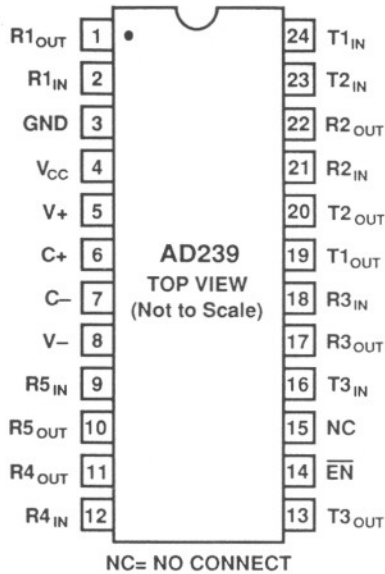 R1OUT 1 24 T1IN
R1IN 2 23 T2IN
GND 3 22 R2OUT
VCC 4 21 R2IN
V+ 5 20 T2OUT
C+ 6 19 T1OUT
C– 7 18 R3IN
V– 8 17 R3OUT
R5IN 9 16 T3IN
R5OUT 10 15 NC
R4OUT 11 14 EN
R4IN 12 13 T3OUT
AD239
TOP VIEW
(Not to Scale)
NC= NO CONNECT